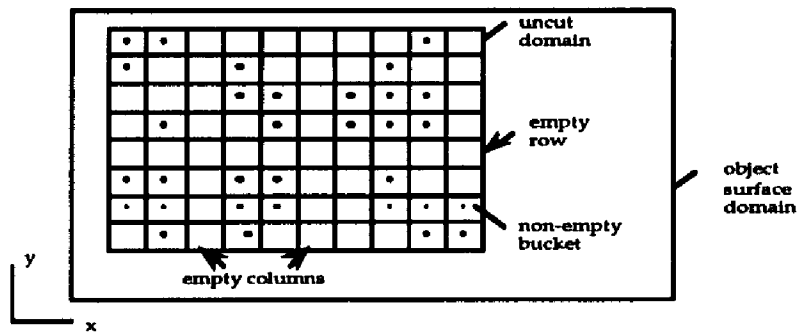 uncut
domain
empty
row
object
surface
domain
non-empty
bucket
empty columns
y
x